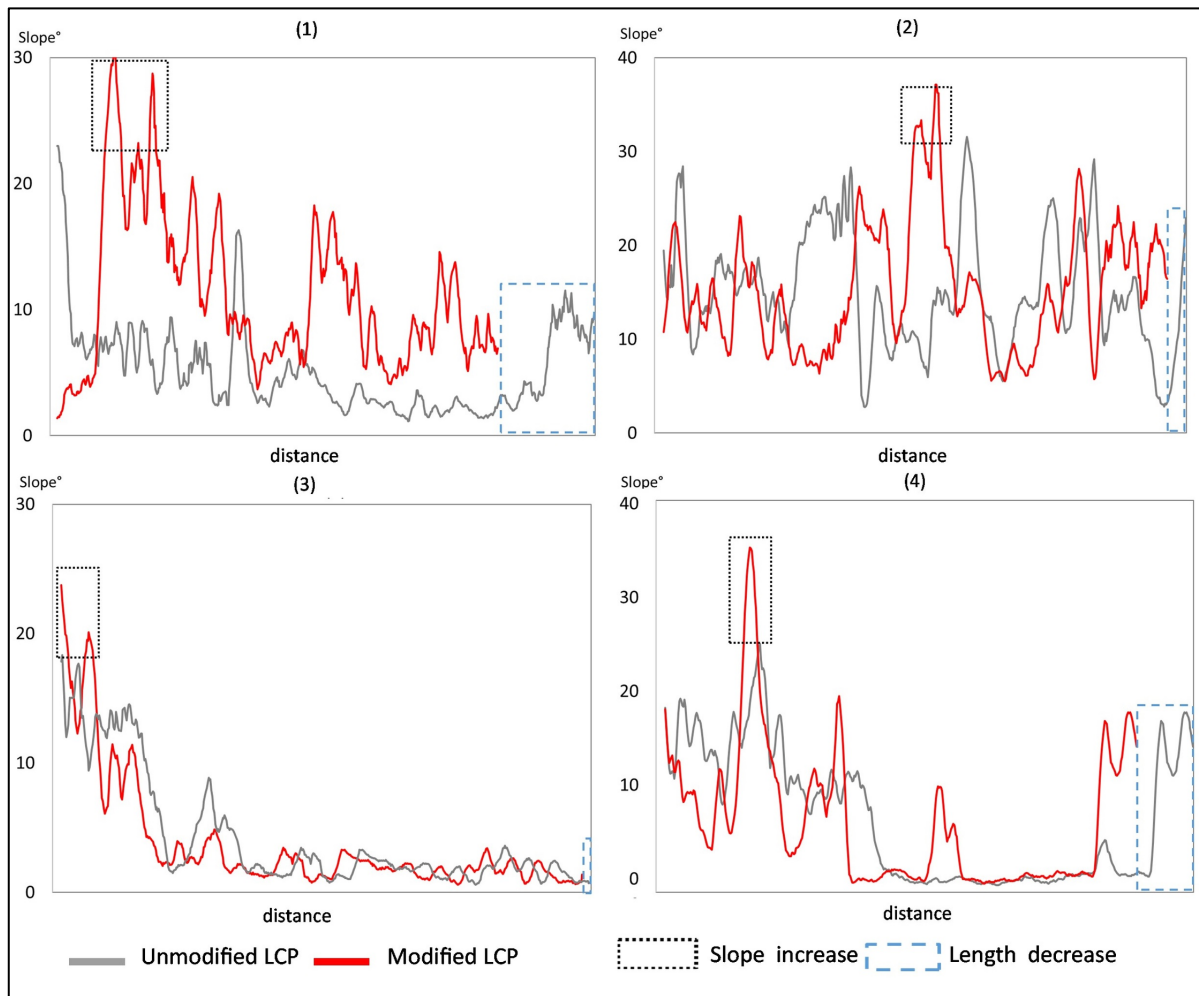 (1)
Slope°
30
20
10
0
distance
(2)
Slope°
40
30
20
10
0
distance
(3)
Slope°
30
20
10
0
distance
(4)
Slope°
40
30
20
10
0
distance
Unmodified LCP
Modified LCP
Slope increase
Length decrease